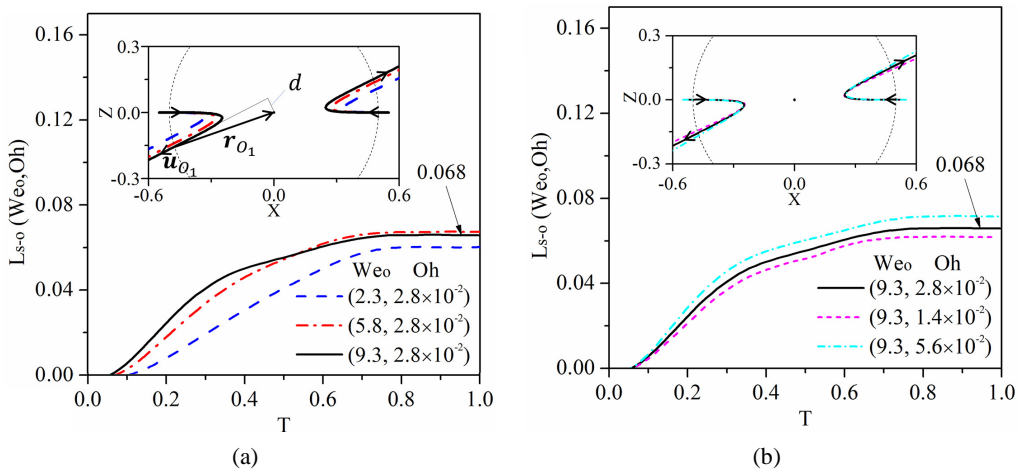 0.16
0.12
0.08
0.04
0.00
Ls-o (Weo,Oh)
(a)
0.3
0.0
-0.3
Z
-0.6
0.0
0.6
X
d
r_{O_1}
u_{O_1}
0.068
Weo Oh
(2.3, 2.8×10^{-2})
(5.8, 2.8×10^{-2})
(9.3, 2.8×10^{-2})
0.0 0.2 0.4 0.6 0.8 1.0
T
(a)
0.16
0.12
0.08
0.04
0.00
Ls-o (Weo,Oh)
(b)
0.3
0.0
-0.3
Z
-0.6
0.0
0.6
X
0.068
Weo Oh
(9.3, 2.8×10^{-2})
(9.3, 1.4×10^{-2})
(9.3, 5.6×10^{-2})
0.0 0.2 0.4 0.6 0.8 1.0
T
(b)